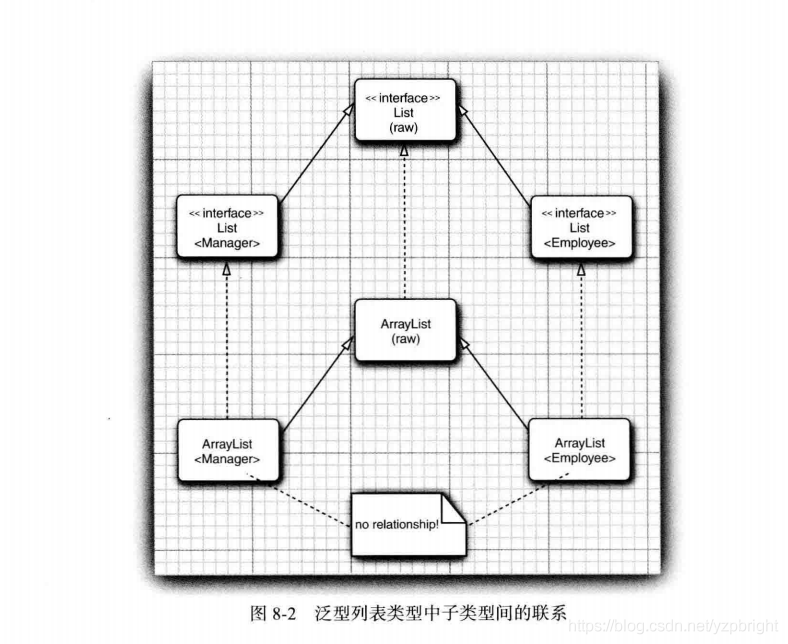 << interface >>
List
(raw)
<< interface >>
List
<Manager>
<< interface >>
List
<Employee>
ArrayList
(raw)
ArrayList
<Manager>
ArrayList
<Employee>
no relationship!
图 8-2 泛型列表类型中子类型间的联系
https://blog.csdn.net/yzpbright